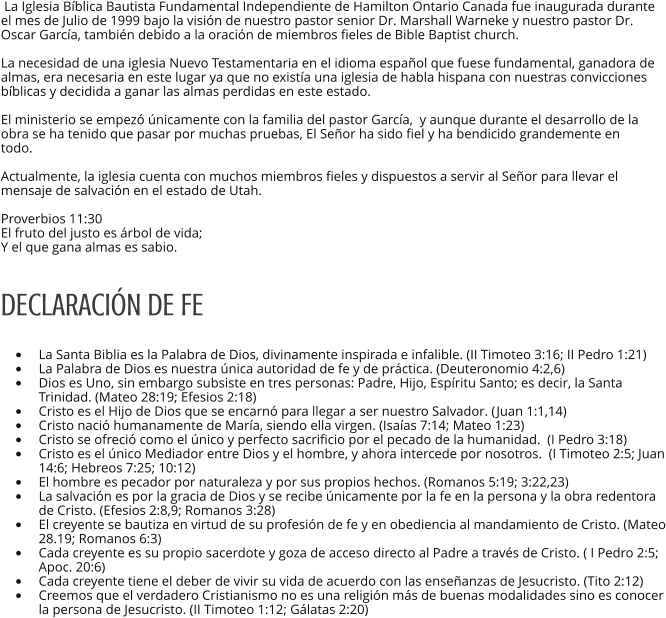 La Iglesia Bíblica Bautista Fundamental Independiente de Hamilton Ontario Canada fue inaugurada durante
el mes de Julio de 1999 bajo la visión de nuestro pastor senior Dr. Marshall Warneke y nuestro pastor Dr.
Oscar García, también debido a la oración de miembros fieles de Bible Baptist church.

La necesidad de una iglesia Nuevo Testamentaria en el idioma español que fuese fundamental, ganadora de
almas, era necesaria en este lugar ya que no existía una iglesia de habla hispana con nuestras convicciones
bíblicas y decidida a ganar las almas perdidas en este estado.

El ministerio se empezó únicamente con la familia del pastor García,  y aunque durante el desarrollo de la
obra se ha tenido que pasar por muchas pruebas, El Señor ha sido fiel y ha bendicido grandemente en
todo.

Actualmente, la iglesia cuenta con muchos miembros fieles y dispuestos a servir al Señor para llevar el
mensaje de salvación en el estado de Utah.

Proverbios 11:30
El fruto del justo es árbol de vida;
Y el que gana almas es sabio.

DECLARACIÓN DE FE

• La Santa Biblia es la Palabra de Dios, divinamente inspirada e infalible. (II Timoteo 3:16; II Pedro 1:21)
• La Palabra de Dios es nuestra única autoridad de fe y de práctica. (Deuteronomio 4:2,6)
• Dios es Uno, sin embargo subsiste en tres personas: Padre, Hijo, Espíritu Santo; es decir, la Santa
Trinidad. (Mateo 28:19; Efesios 2:18)
• Cristo es el Hijo de Dios que se encarnó para llegar a ser nuestro Salvador. (Juan 1:1,14)
• Cristo nació humanamente de María, siendo ella virgen. (Isaías 7:14; Mateo 1:23)
• Cristo se ofreció como el único y perfecto sacrificio por el pecado de la humanidad.  (I Pedro 3:18)
• Cristo es el único Mediador entre Dios y el hombre, y ahora intercede por nosotros.  (I Timoteo 2:5; Juan
14:6; Hebreos 7:25; 10:12)
• El hombre es pecador por naturaleza y por sus propios hechos. (Romanos 5:19; 3:22,23)
• La salvación es por la gracia de Dios y se recibe únicamente por la fe en la persona y la obra redentora
de Cristo. (Efesios 2:8,9; Romanos 3:28)
• El creyente se bautiza en virtud de su profesión de fe y en obediencia al mandamiento de Cristo. (Mateo
28.19; Romanos 6:3)
• Cada creyente es su propio sacerdote y goza de acceso directo al Padre a través de Cristo. ( I Pedro 2:5;
Apoc. 20:6)
• Cada creyente tiene el deber de vivir su vida de acuerdo con las enseñanzas de Jesucristo. (Tito 2:12)
• Creemos que el verdadero Cristianismo no es una religión más de buenas modalidades sino es conocer
la persona de Jesucristo. (II Timoteo 1:12; Gálatas 2:20)